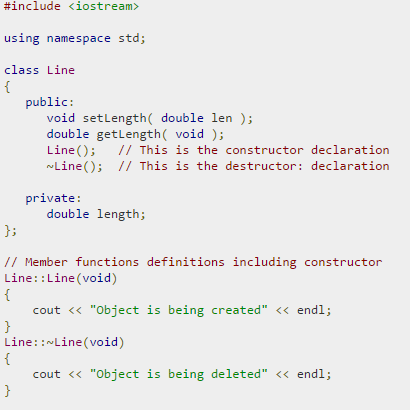 #include <iostream>
using namespace std;
class Line
{
public:
void setLength( double len );
double getLength( void );
Line();   // This is the constructor declaration
~Line();  // This is the destructor: declaration
private:
double length;
};
// Member functions definitions including constructor
Line::Line(void)
{
cout << "Object is being created" << endl;
}
Line::~Line(void)
{
cout << "Object is being deleted" << endl;
}